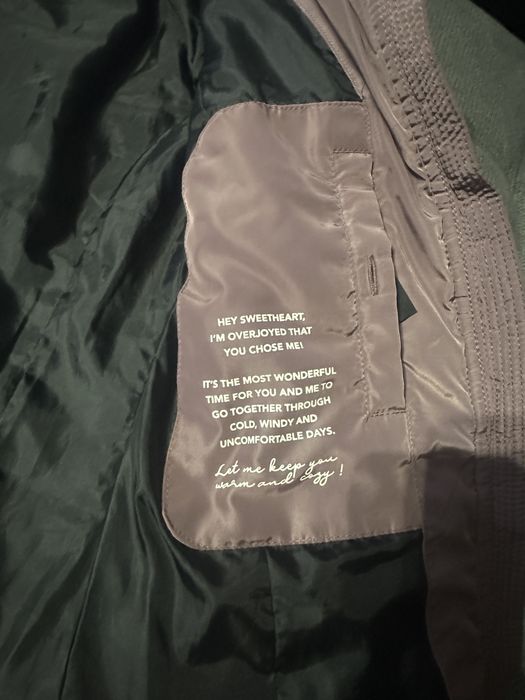 HEY SWEETHEART,
I'M OVERJOYED THAT
YOU CHOSE ME!
IT'S THE MOST WONDERFUL
TIME FOR YOU AND ME TO
GO TOGETHER THROUGH
COLD, WINDY AND
UNCOMFORTABLE DAYS.
Let me keep you
warm and cozy !